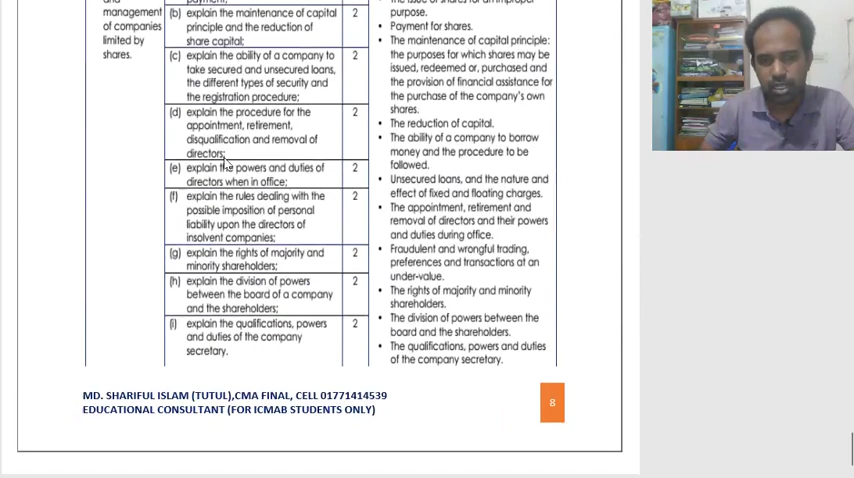 and
management
of companies
limited by
shares.
payment;
(b) explain the maintenance of capital 2
principle and the reduction of
share capital;
(c) explain the ability of a company to 2
take secured and unsecured loans,
the different types of security and
the registration procedure;
(d) explain the procedure for the 2
appointment, retirement,
disqualification and removal of
directors;
(e) explain the powers and duties of 2
directors when in office;
(f) explain the rules dealing with the 2
possible imposition of personal
liability upon the directors of
insolvent companies;
(g) explain the rights of majority and 2
minority shareholders;
(h) explain the division of powers 2
between the board of a company
and the shareholders;
(i) explain the qualifications, powers 2
and duties of the company
secretary.
The issue of shares for an improper
purpose.
• Payment for shares.
• The maintenance of capital principle:
the purposes for which shares may be
issued, redeemed or, purchased and
the provision of financial assistance for
the purchase of the company's own
shares.
• The reduction of capital.
• The ability of a company to borrow
money and the procedure to be
followed.
• Unsecured loans, and the nature and
effect of fixed and floating charges.
• The appointment, retirement and
removal of directors and their powers
and duties during office.
• Fraudulent and wrongful trading,
preferences and transactions at an
under-value.
• The rights of majority and minority
shareholders.
• The division of powers between the
board and the shareholders.
• The qualifications, powers and duties
of the company secretary.
MD. SHARIFUL ISLAM (TUTUL),CMA FINAL, CELL 01771414539
EDUCATIONAL CONSULTANT (FOR ICMAB STUDENTS ONLY)
8